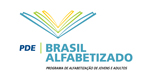 PDE | BRASIL
ALFABETIZADO
PROGRAMA DE ALFABETIZAÇÃO DE JOVENS E ADULTOS